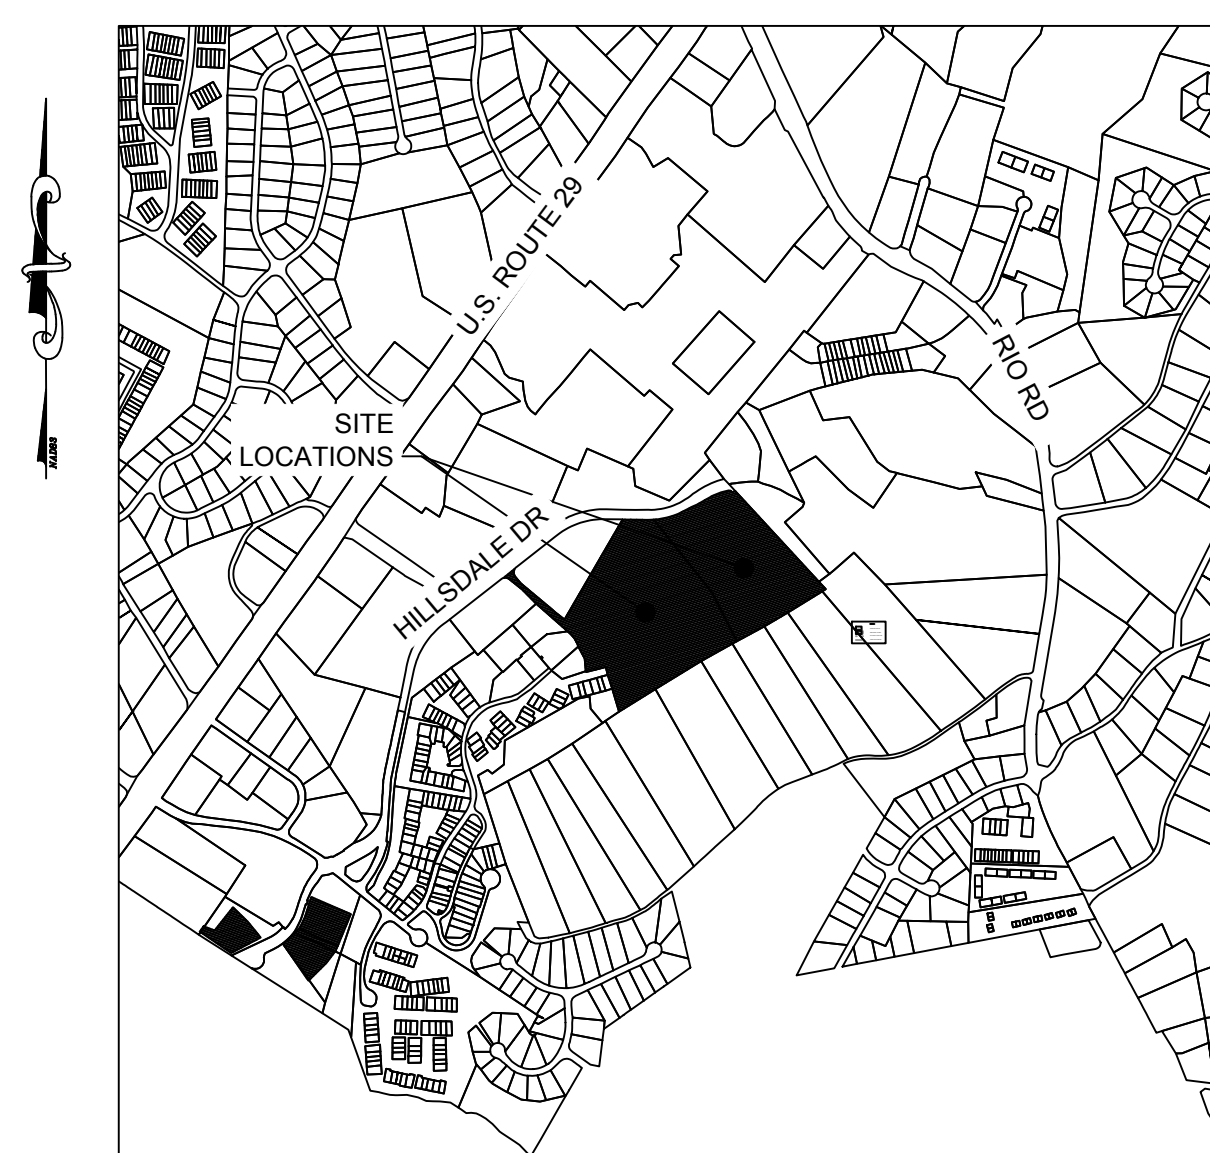 U.S. ROUTE 29
RIO RD
SITE
LOCATIONS
HILLSDALE DR
NAD83